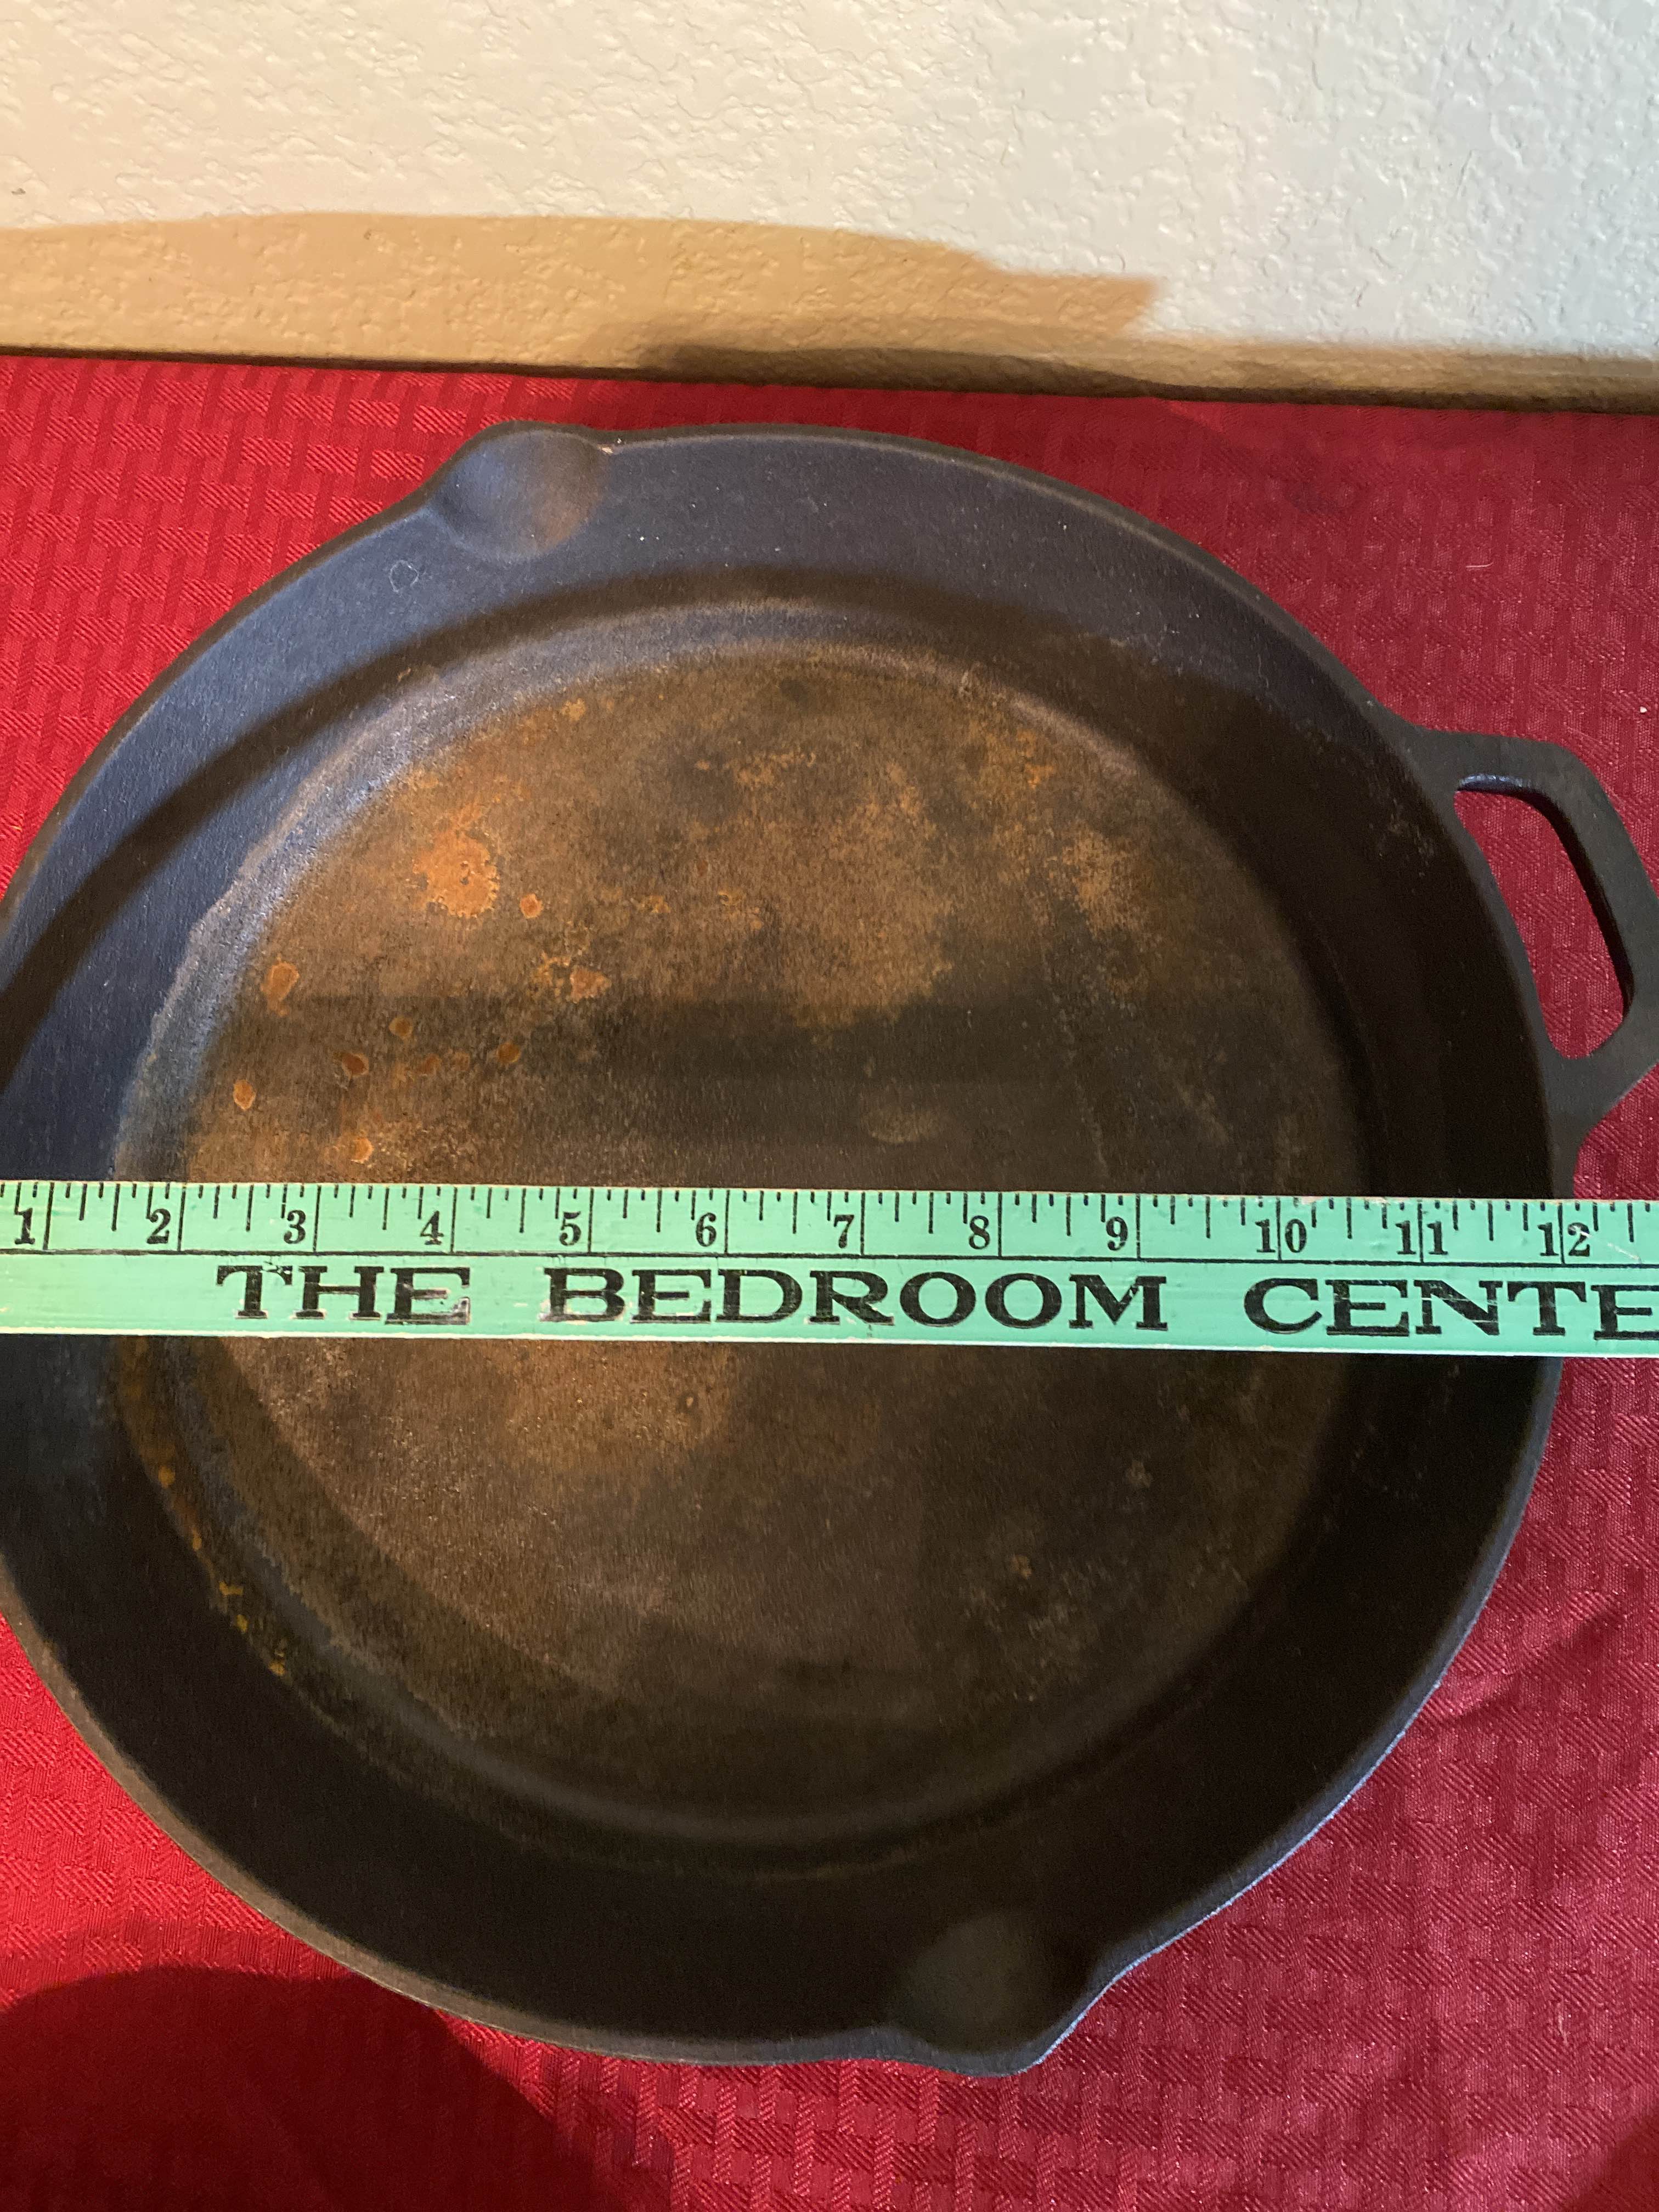 1 2 3 4 5 6 7 8 9 10 11 12
THE BEDROOM CENTE